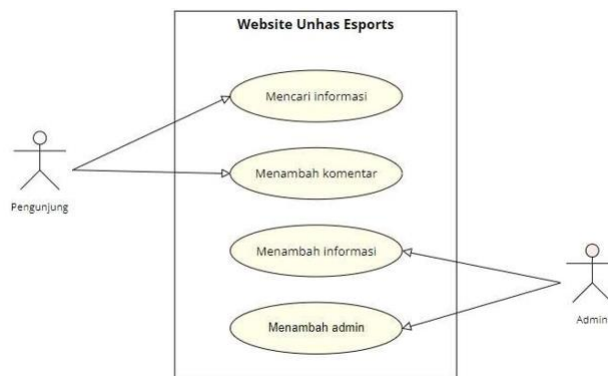 Website Unhas Esports
Mencari informasi
Menambah komentar
Pengunjung
Menambah informasi
Menambah admin
Admin